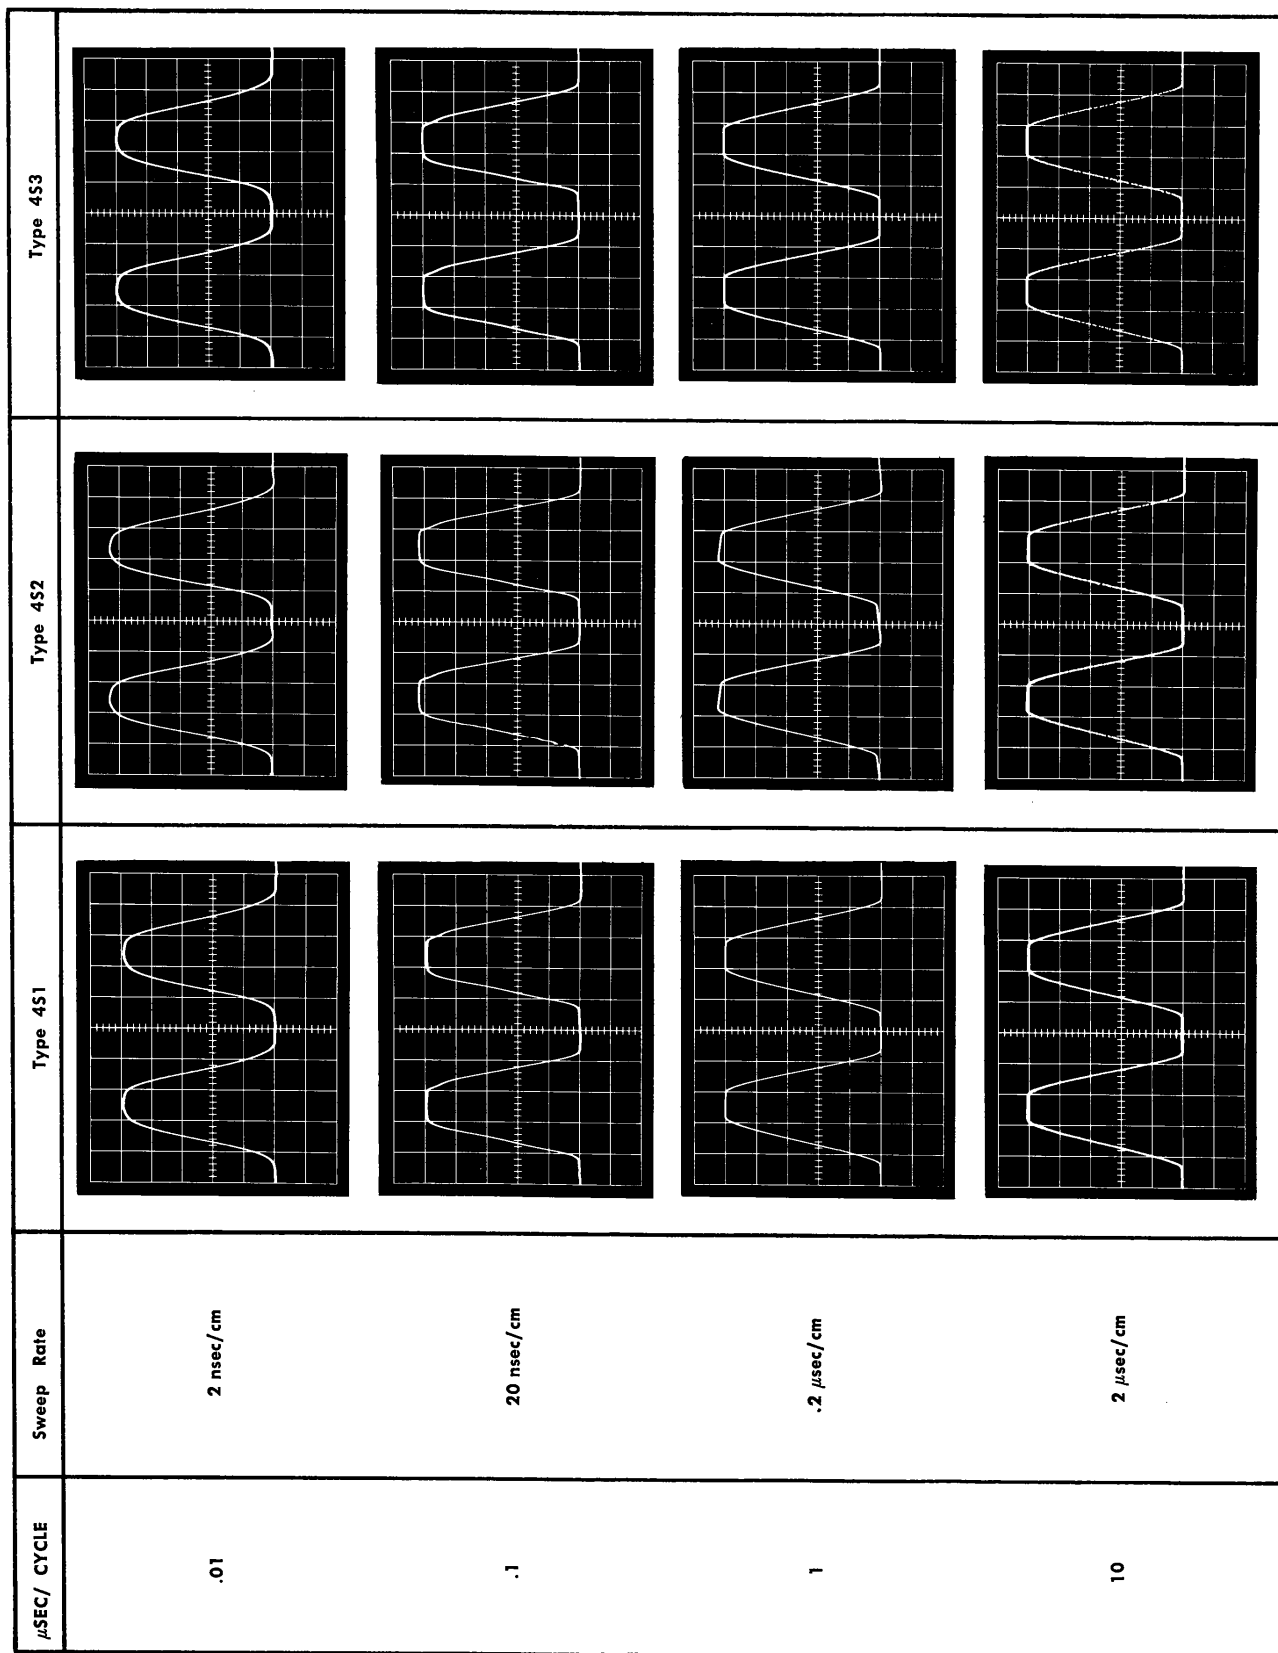 μSEC/ CYCLE
Sweep Rate
Type 4S1
Type 4S2
Type 4S3
.01
2 nsec/cm
.1
20 nsec/cm
1
.2 μsec/cm
10
2 μsec/cm